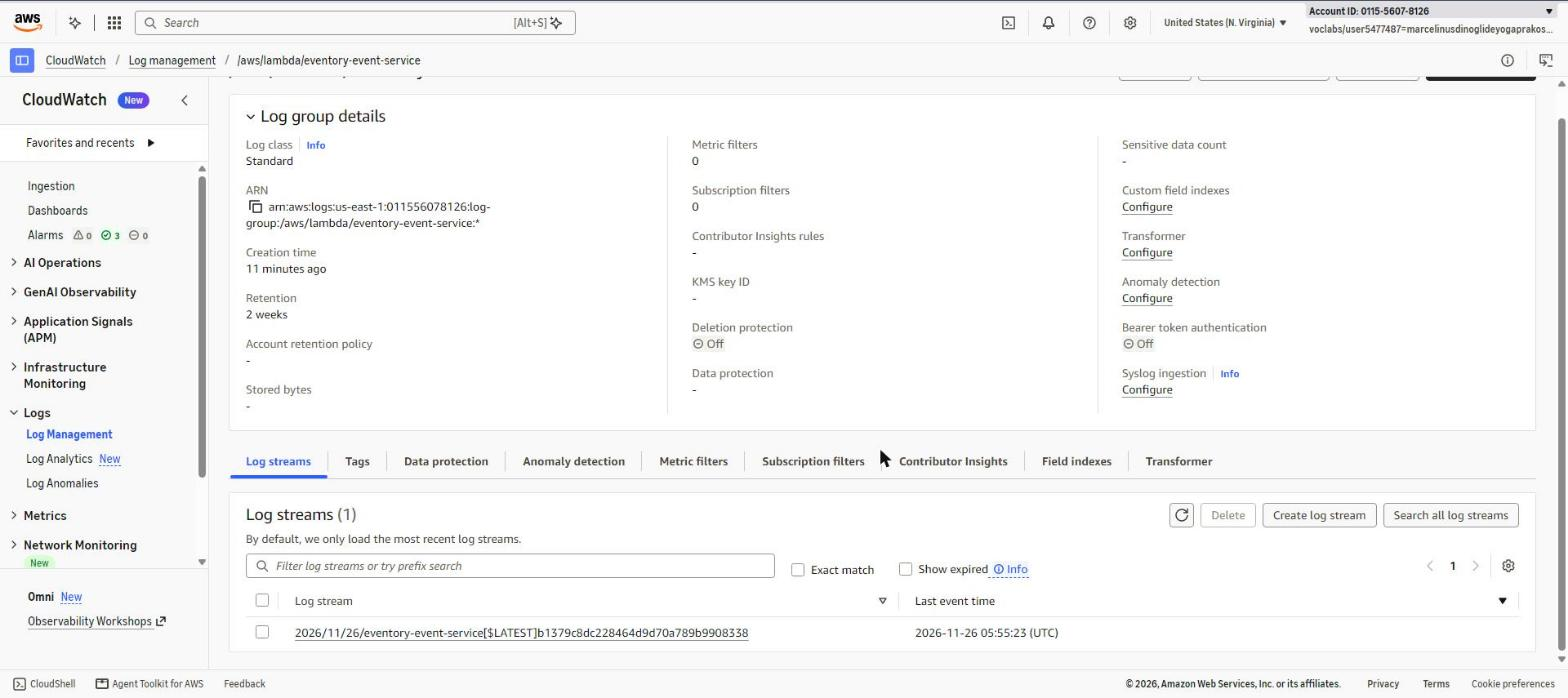 aws
Search
[Alt+S]
United States (N. Virginia)
Account ID: 0115-5607-8126
voclabs/user5477487=marcelinusdinoglideyogaprakos...
CloudWatch / Log management / /aws/lambda/eventory-event-service
CloudWatch New
Favorites and recents
Ingestion
Dashboards
Alarms 0 3 0
AI Operations
GenAI Observability
Application Signals
(APM)
Infrastructure
Monitoring
Logs
Log Management
Log Analytics New
Log Anomalies
Metrics
Network Monitoring
New
Omni New
Observability Workshops
Log group details
Log class Info
Standard
ARN
arn:aws:logs:us-east-1:011556078126:log-
group:/aws/lambda/eventory-event-service:*
Creation time
11 minutes ago
Retention
2 weeks
Account retention policy
-
Stored bytes
-
Metric filters
0
Subscription filters
0
Contributor Insights rules
-
KMS key ID
-
Deletion protection
Off
Data protection
-
Sensitive data count
-
Custom field indexes
Configure
Transformer
Configure
Anomaly detection
Configure
Bearer token authentication
Off
Syslog ingestion Info
Configure
Log streams Tags Data protection Anomaly detection Metric filters Subscription filters Contributor Insights Field indexes Transformer
Log streams (1)
Delete Create log stream Search all log streams
By default, we only load the most recent log streams.
Filter log streams or try prefix search
Exact match Show expired Info
1
Log stream Last event time
2026/11/26/eventory-event-service[$LATEST]b1379c8dc228464d9d70a789b9908338 2026-11-26 05:55:23 (UTC)
CloudShell Agent Toolkit for AWS Feedback
© 2026, Amazon Web Services, Inc. or its affiliates. Privacy Terms Cookie preferences